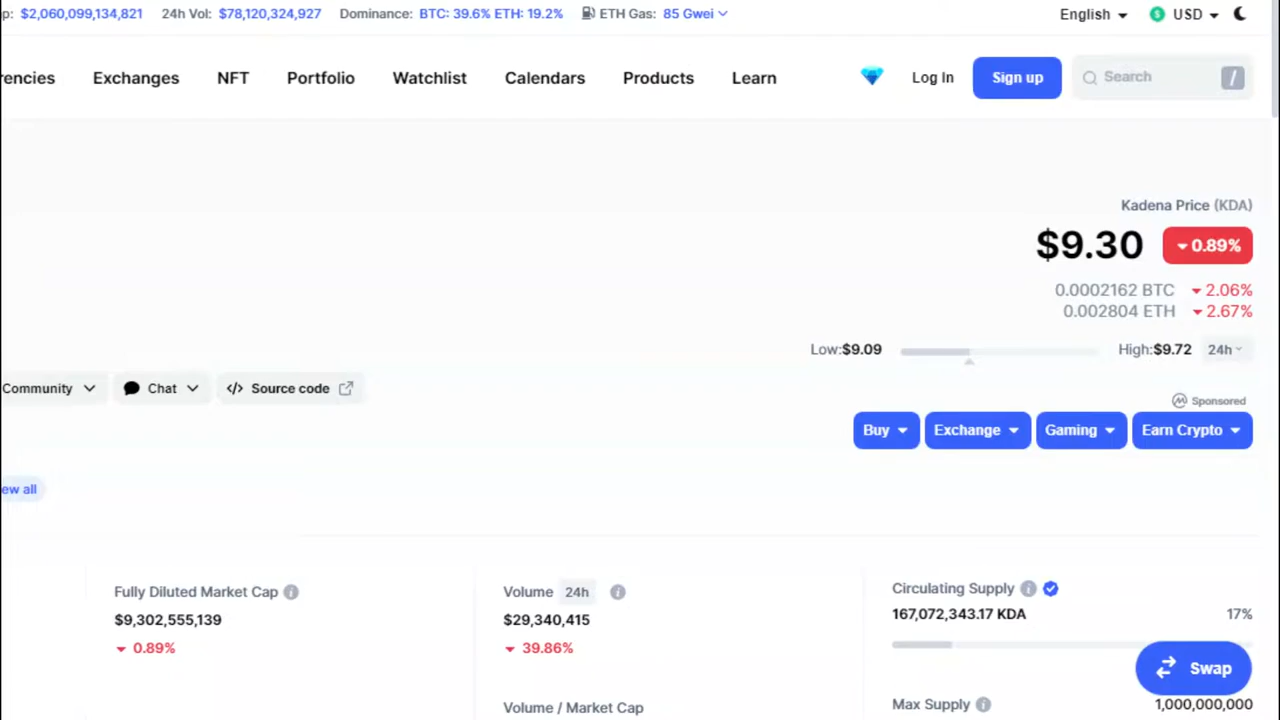 p: $2,060,099,134,821 24h Vol: $78,120,324,927 Dominance: BTC: 39.6% ETH: 19.2% ETH Gas: 85 Gwei English USD
rencies Exchanges NFT Portfolio Watchlist Calendars Products Learn Log In Sign up Search /
Kadena Price (KDA)
$9.30 0.89%
0.0002162 BTC 2.06%
0.002804 ETH 2.67%
Low:$9.09 High:$9.72 24h
Community Chat </> Source code
Sponsored
Buy Exchange Gaming Earn Crypto
ew all
Fully Diluted Market Cap
$9,302,555,139
0.89%
Volume 24h
$29,340,415
39.86%
Volume / Market Cap
Circulating Supply
167,072,343.17 KDA 17%
Swap
Max Supply 1,000,000,000